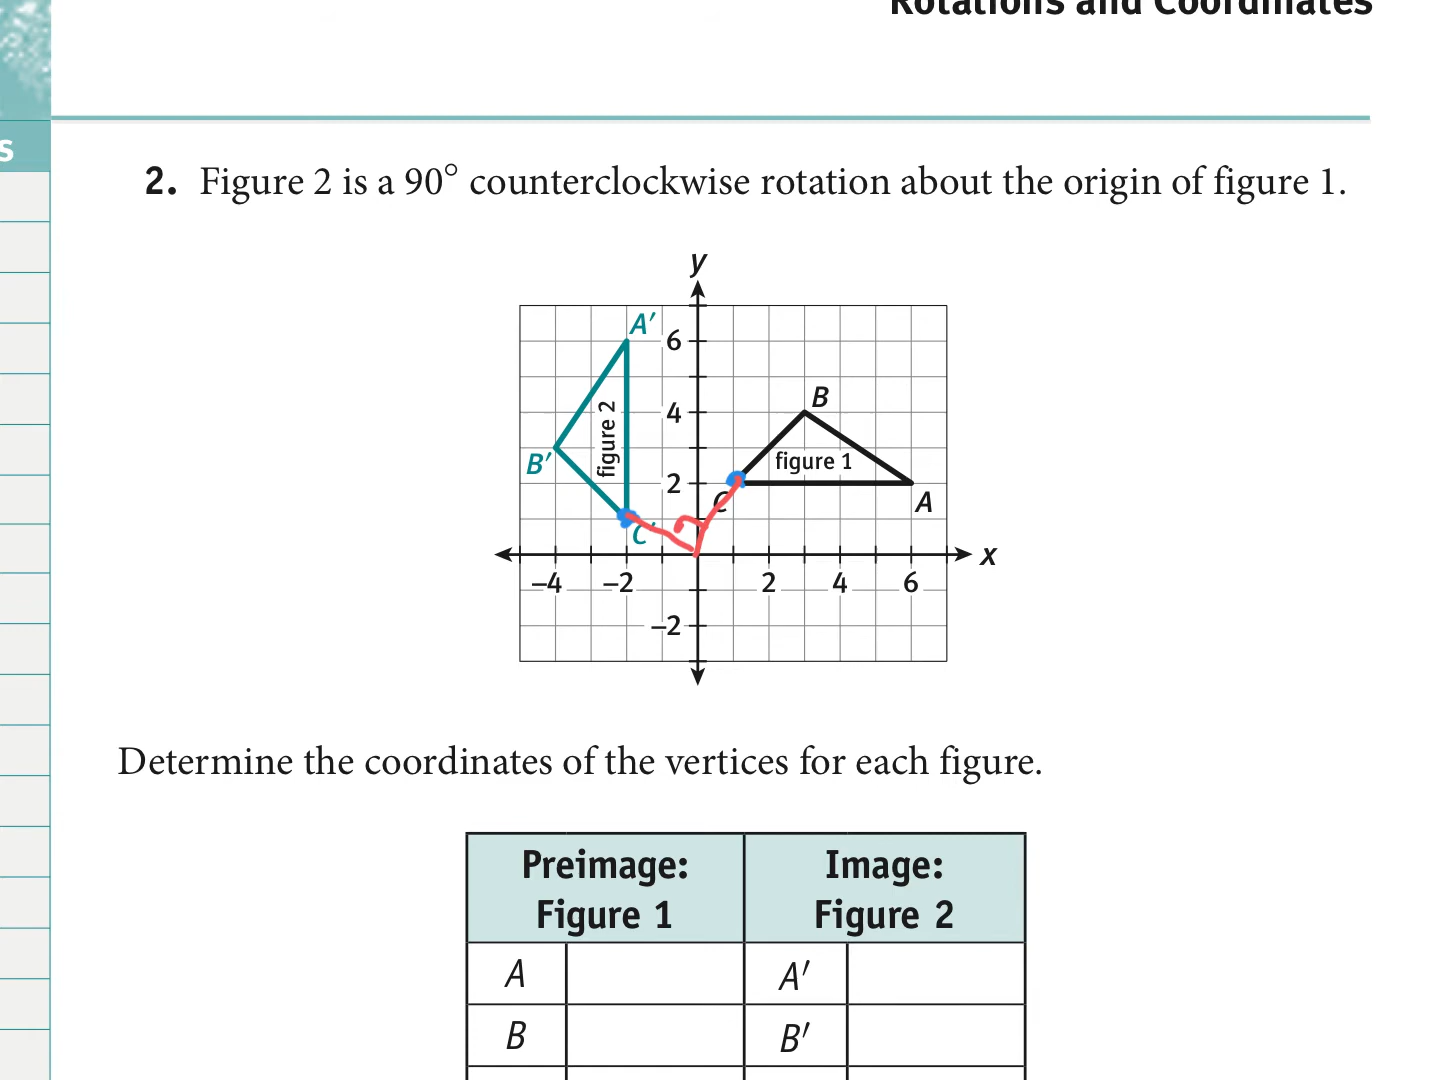 Rotations and Coordinates
s
2. Figure 2 is a 90° counterclockwise rotation about the origin of figure 1.
y
A′
6
B
4
figure 2
B′
figure 1
2
C
A
C′
x
–4
–2
2
4
6
–2
Determine the coordinates of the vertices for each figure.
Preimage:
Figure 1
Image:
Figure 2
A
A′
B
B′